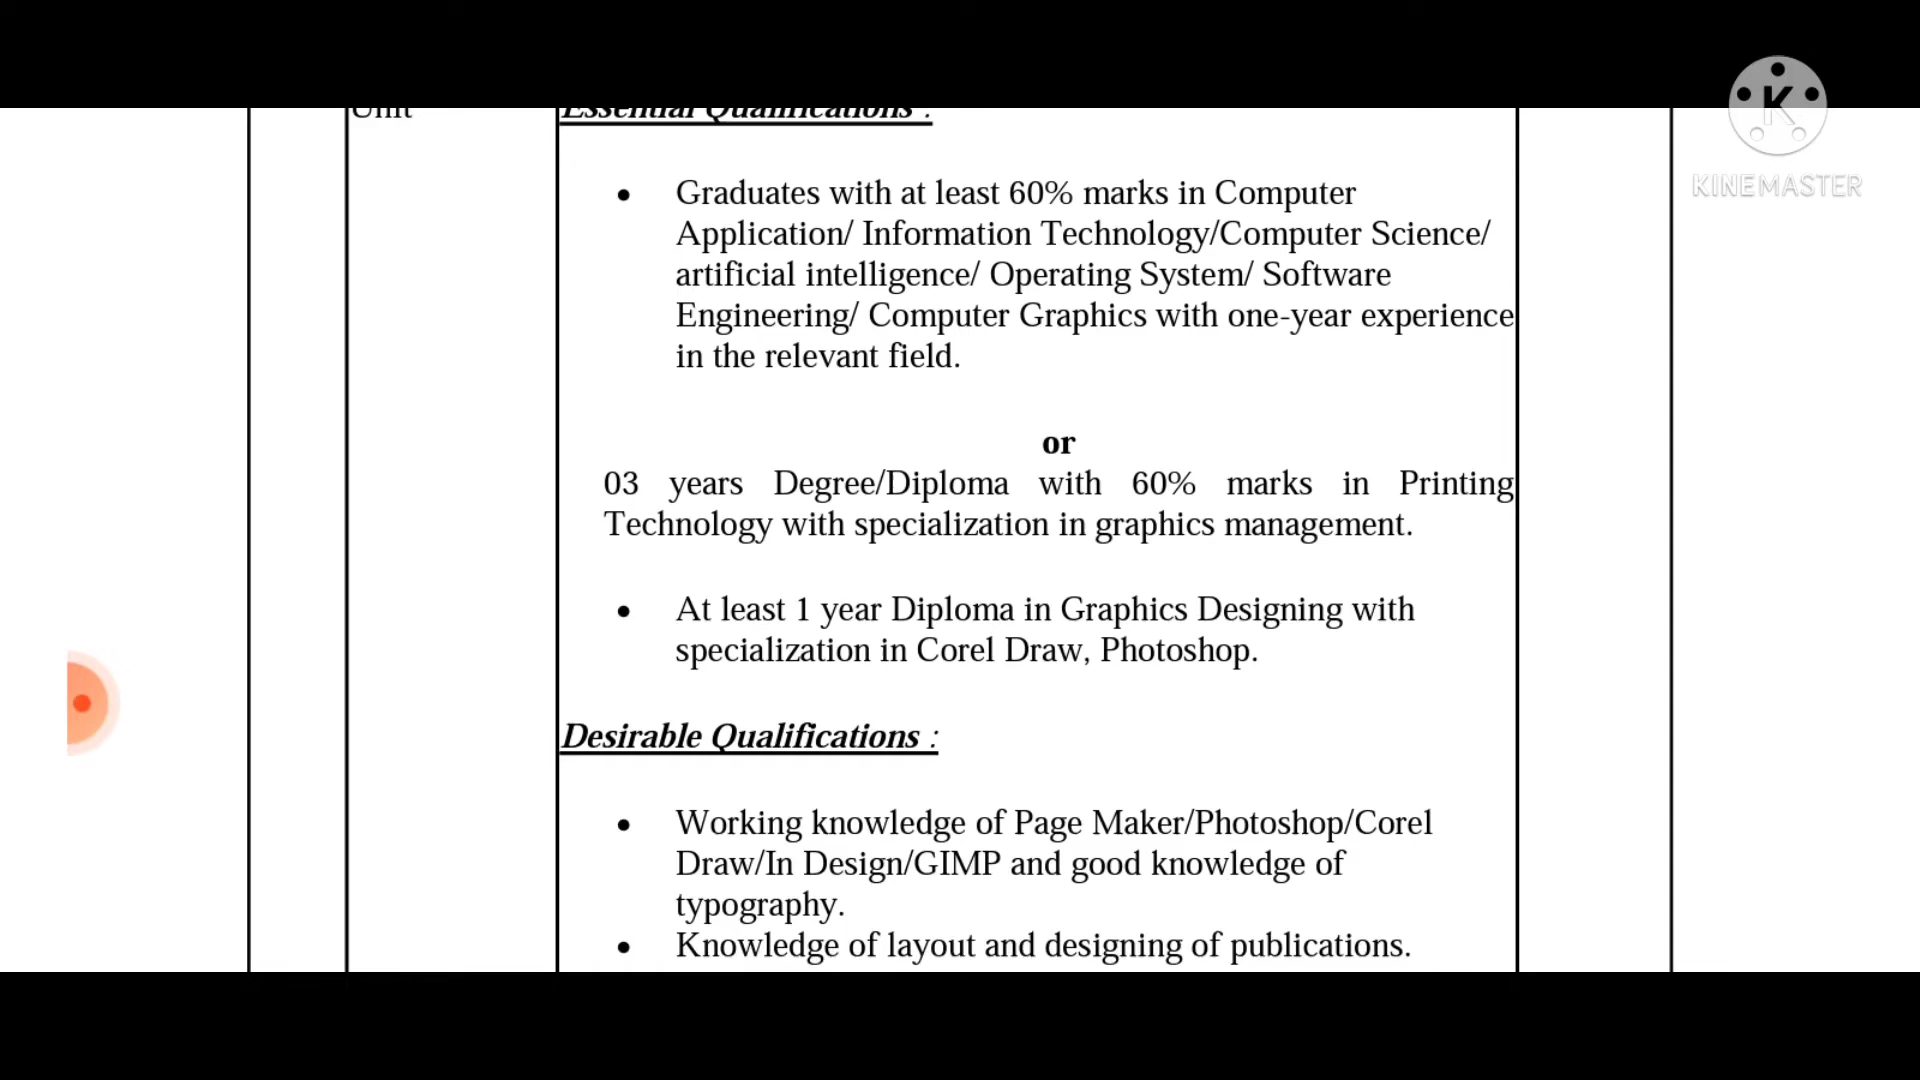 Unit
Essential Qualifications :
• Graduates with at least 60% marks in Computer
Application/ Information Technology/Computer Science/
artificial intelligence/ Operating System/ Software
Engineering/ Computer Graphics with one-year experience
in the relevant field.
or
03 years Degree/Diploma with 60% marks in Printing
Technology with specialization in graphics management.
• At least 1 year Diploma in Graphics Designing with
specialization in Corel Draw, Photoshop.
Desirable Qualifications :
• Working knowledge of Page Maker/Photoshop/Corel
Draw/In Design/GIMP and good knowledge of
typography.
• Knowledge of layout and designing of publications.
K
KINEMASTER